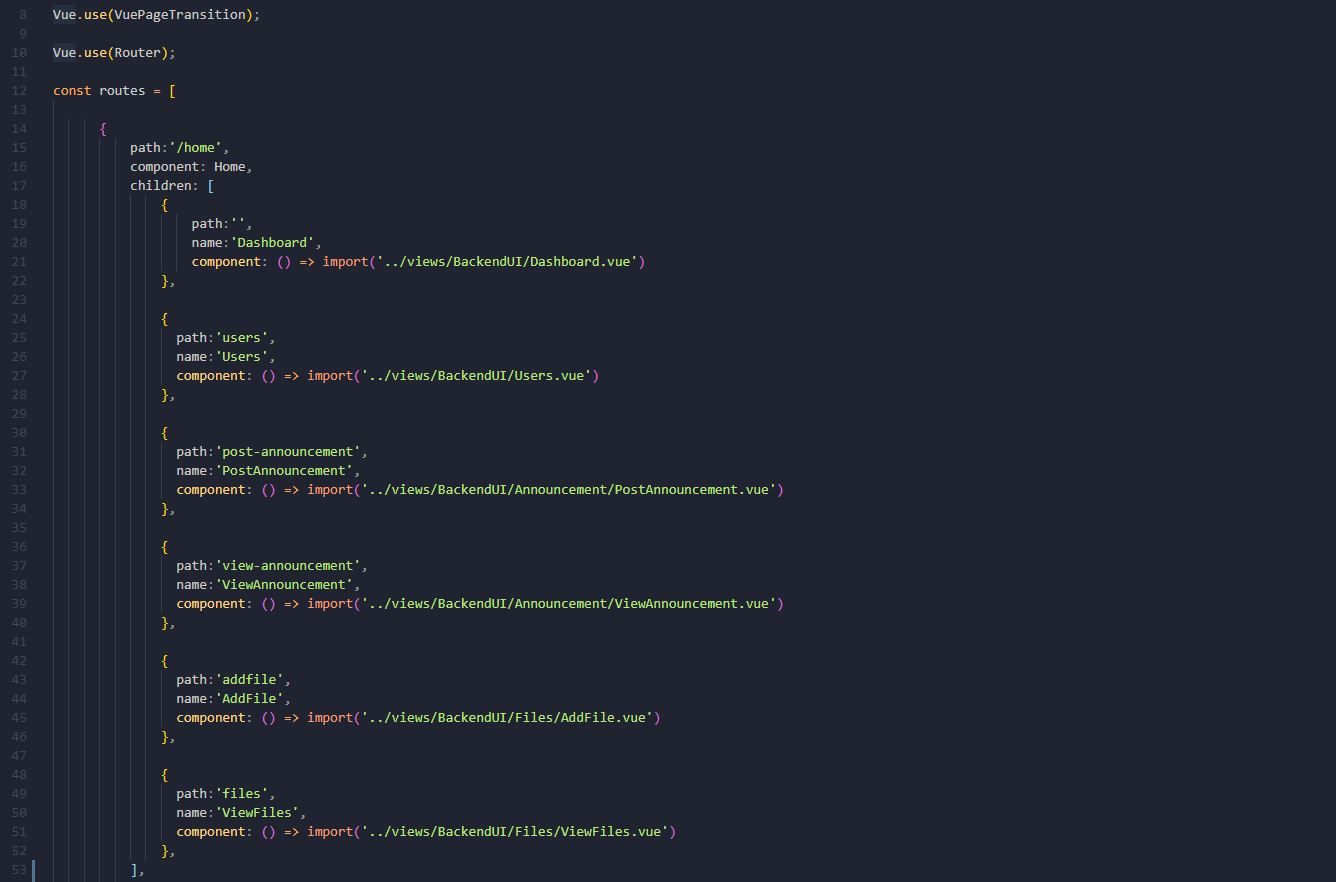 8 Vue.use(VuePageTransition);
9
10 Vue.use(Router);
11
12 const routes = [
13
14 {
15 path:'/home',
16 component: Home,
17 children: [
18 {
19 path:'',
20 name:'Dashboard',
21 component: () => import('../views/BackendUI/Dashboard.vue')
22 },
23
24 {
25 path:'users',
26 name:'Users',
27 component: () => import('../views/BackendUI/Users.vue')
28 },
29
30 {
31 path:'post-announcement',
32 name:'PostAnnouncement',
33 component: () => import('../views/BackendUI/Announcement/PostAnnouncement.vue')
34 },
35
36 {
37 path:'view-announcement',
38 name:'ViewAnnouncement',
39 component: () => import('../views/BackendUI/Announcement/ViewAnnouncement.vue')
40 },
41
42 {
43 path:'addfile',
44 name:'AddFile',
45 component: () => import('../views/BackendUI/Files/AddFile.vue')
46 },
47
48 {
49 path:'files',
50 name:'ViewFiles',
51 component: () => import('../views/BackendUI/Files/ViewFiles.vue')
52 },
53 ],